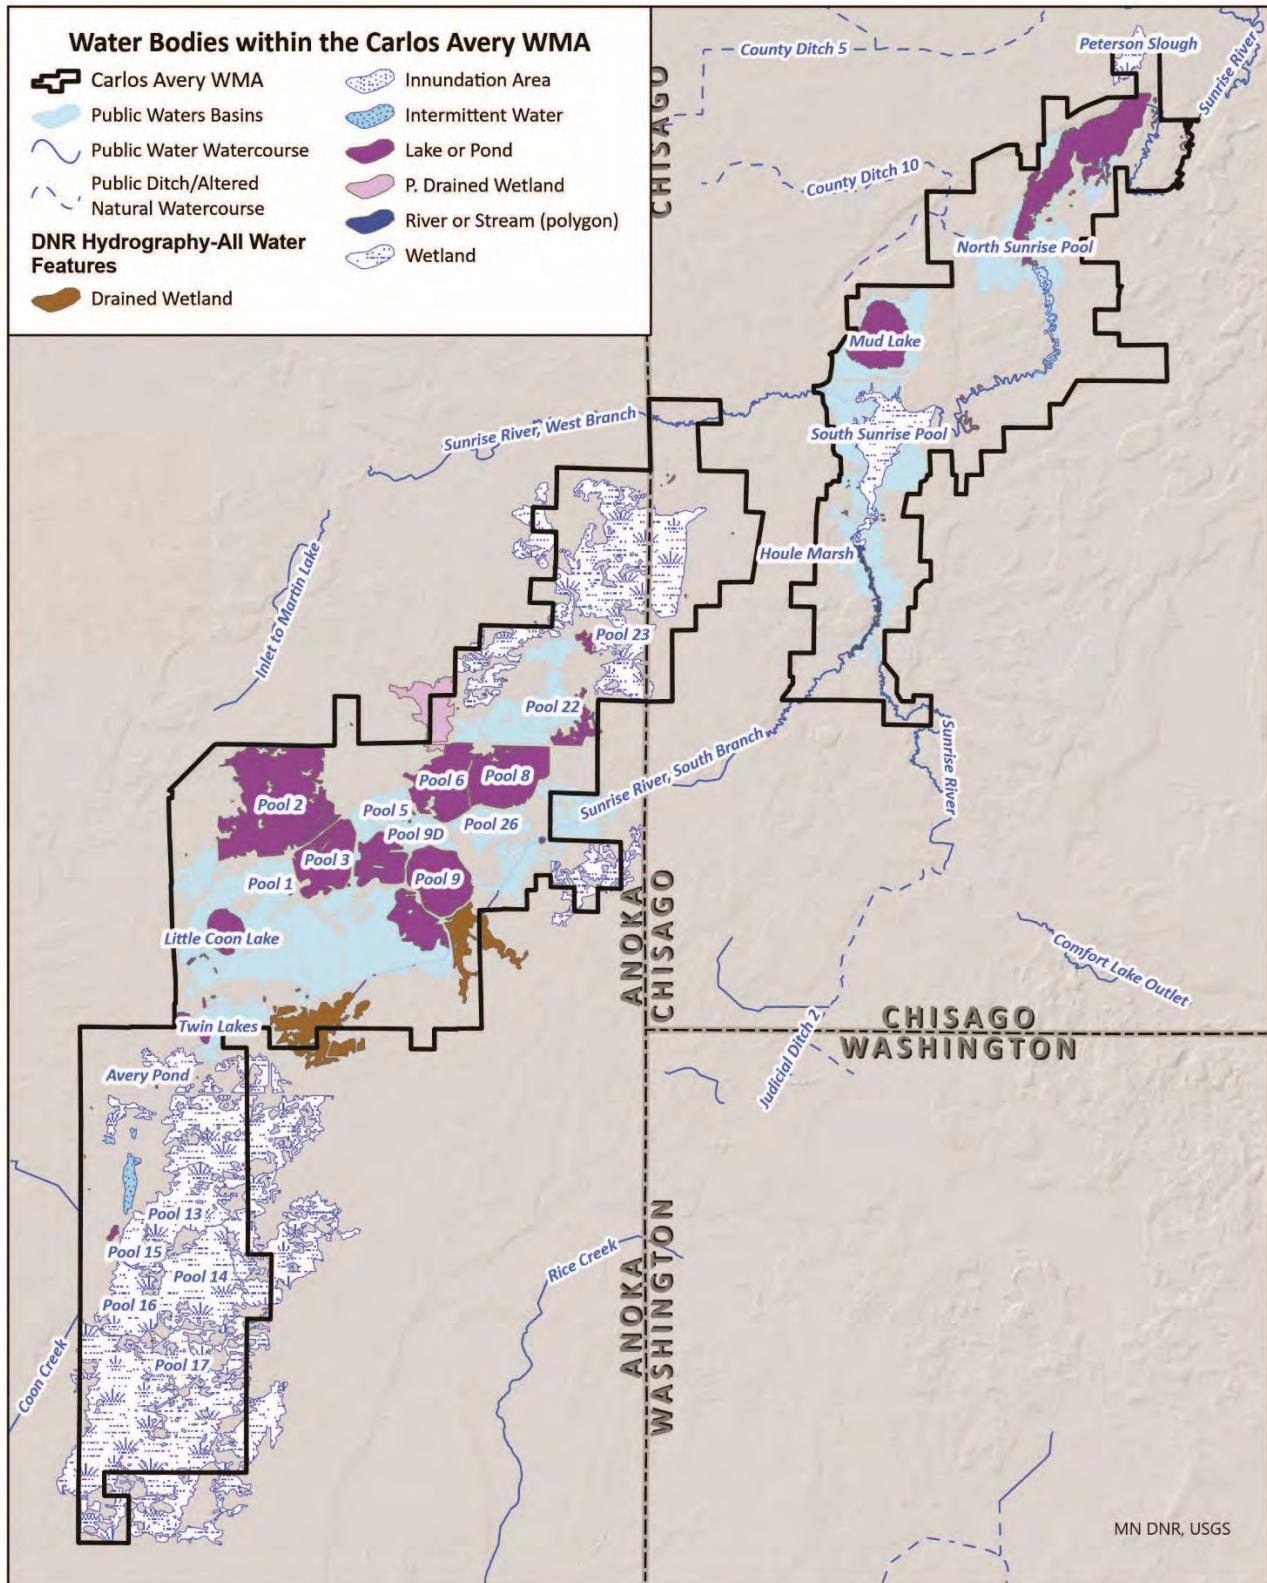 Water Bodies within the Carlos Avery WMA
Carlos Avery WMA
Public Waters Basins
Public Water Watercourse
Public Ditch/Altered
Natural Watercourse
DNR Hydrography-All Water
Features
Drained Wetland
Innundation Area
Intermittent Water
Lake or Pond
P. Drained Wetland
River or Stream (polygon)
Wetland
County Ditch 5
Peterson Slough
Sunrise River
CHISAGO
County Ditch 10
North Sunrise Pool
Mud Lake
Sunrise River, West Branch
South Sunrise Pool
Houle Marsh
Inlet to Martin Lake
Pool 23
Pool 22
Sunrise River, South Branch
Sunrise River
Pool 6
Pool 8
Pool 2
Pool 5
Pool 9D
Pool 26
Pool 3
Pool 1
Pool 9
Little Coon Lake
ANOKA
CHISAGO
Comfort Lake Outlet
Twin Lakes
CHISAGO
WASHINGTON
Judicial Ditch 2
Avery Pond
Pool 13
Pool 15
Pool 14
Pool 16
Pool 17
Coon Creek
Rice Creek
ANOKA
WASHINGTON
MN DNR, USGS